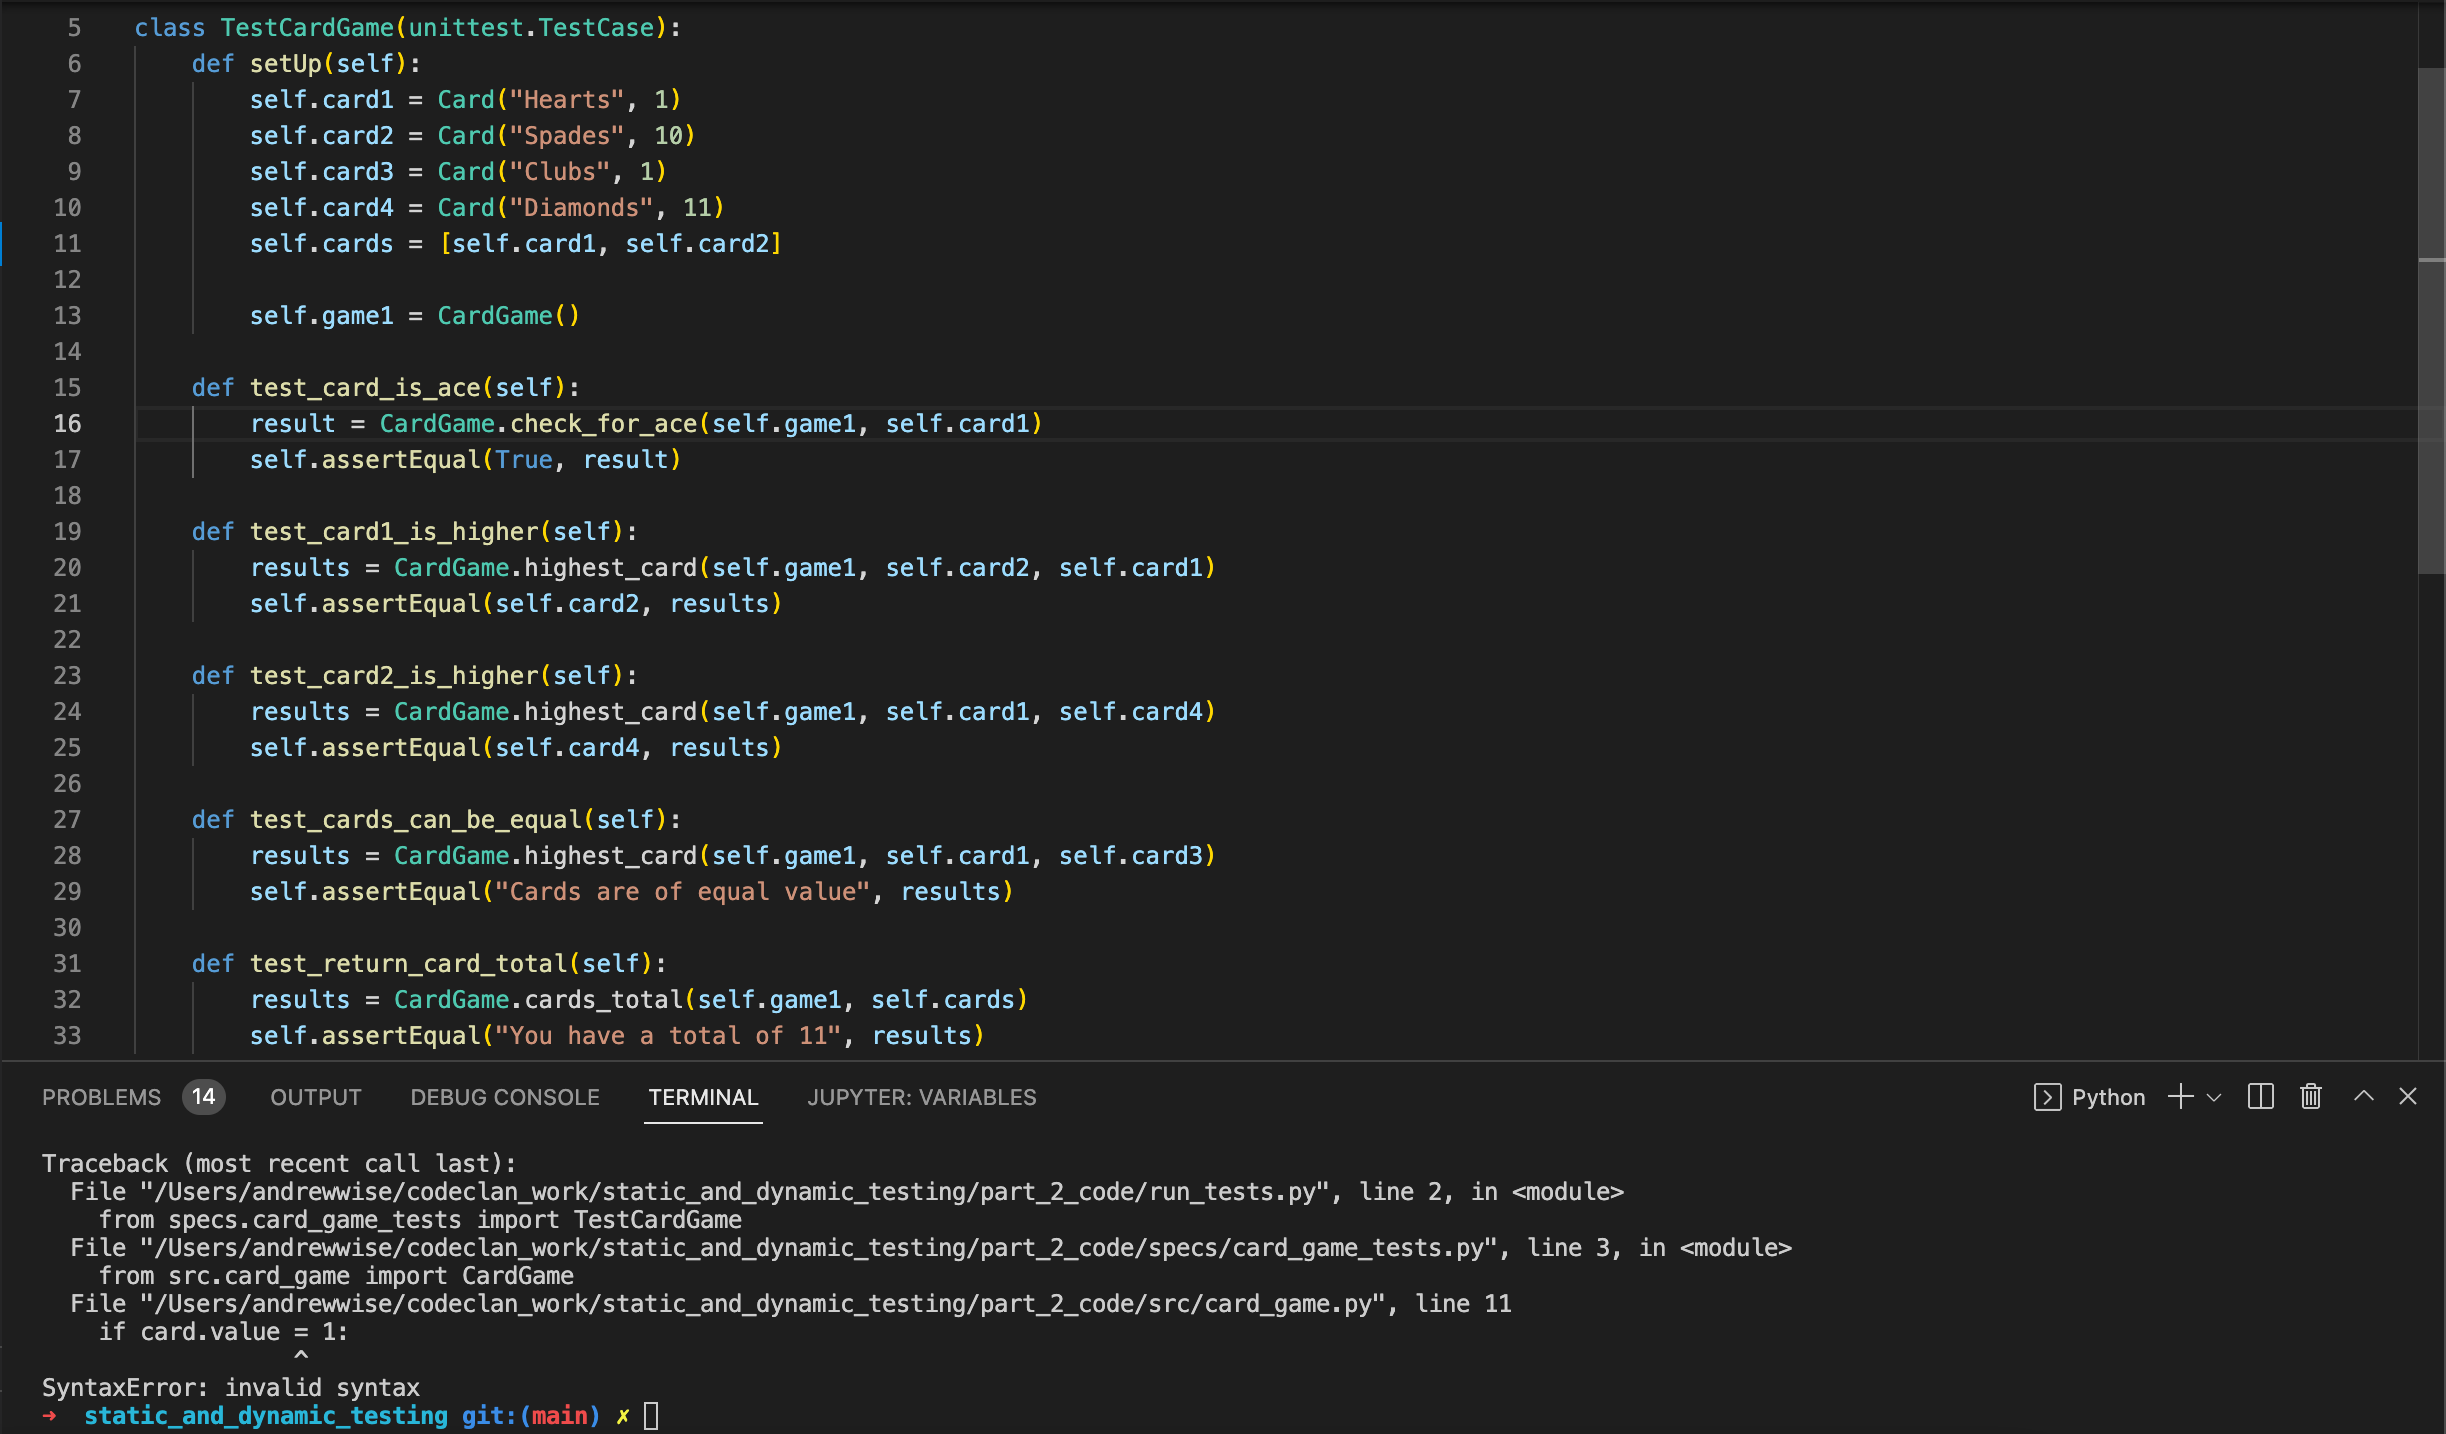 5 class TestCardGame(unittest.TestCase):
6 def setUp(self):
7 self.card1 = Card("Hearts", 1)
8 self.card2 = Card("Spades", 10)
9 self.card3 = Card("Clubs", 1)
10 self.card4 = Card("Diamonds", 11)
11 self.cards = [self.card1, self.card2]
12
13 self.game1 = CardGame()
14
15 def test_card_is_ace(self):
16 result = CardGame.check_for_ace(self.game1, self.card1)
17 self.assertEqual(True, result)
18
19 def test_card1_is_higher(self):
20 results = CardGame.highest_card(self.game1, self.card2, self.card1)
21 self.assertEqual(self.card2, results)
22
23 def test_card2_is_higher(self):
24 results = CardGame.highest_card(self.game1, self.card1, self.card4)
25 self.assertEqual(self.card4, results)
26
27 def test_cards_can_be_equal(self):
28 results = CardGame.highest_card(self.game1, self.card1, self.card3)
29 self.assertEqual("Cards are of equal value", results)
30
31 def test_return_card_total(self):
32 results = CardGame.cards_total(self.game1, self.cards)
33 self.assertEqual("You have a total of 11", results)
PROBLEMS 14 OUTPUT DEBUG CONSOLE TERMINAL JUPYTER: VARIABLES Python
Traceback (most recent call last):
File "/Users/andrewwise/codeclan_work/static_and_dynamic_testing/part_2_code/run_tests.py", line 2, in <module>
from specs.card_game_tests import TestCardGame
File "/Users/andrewwise/codeclan_work/static_and_dynamic_testing/part_2_code/specs/card_game_tests.py", line 3, in <module>
from src.card_game import CardGame
File "/Users/andrewwise/codeclan_work/static_and_dynamic_testing/part_2_code/src/card_game.py", line 11
if card.value = 1:
^
SyntaxError: invalid syntax
➜ static_and_dynamic_testing git:(main) ✗